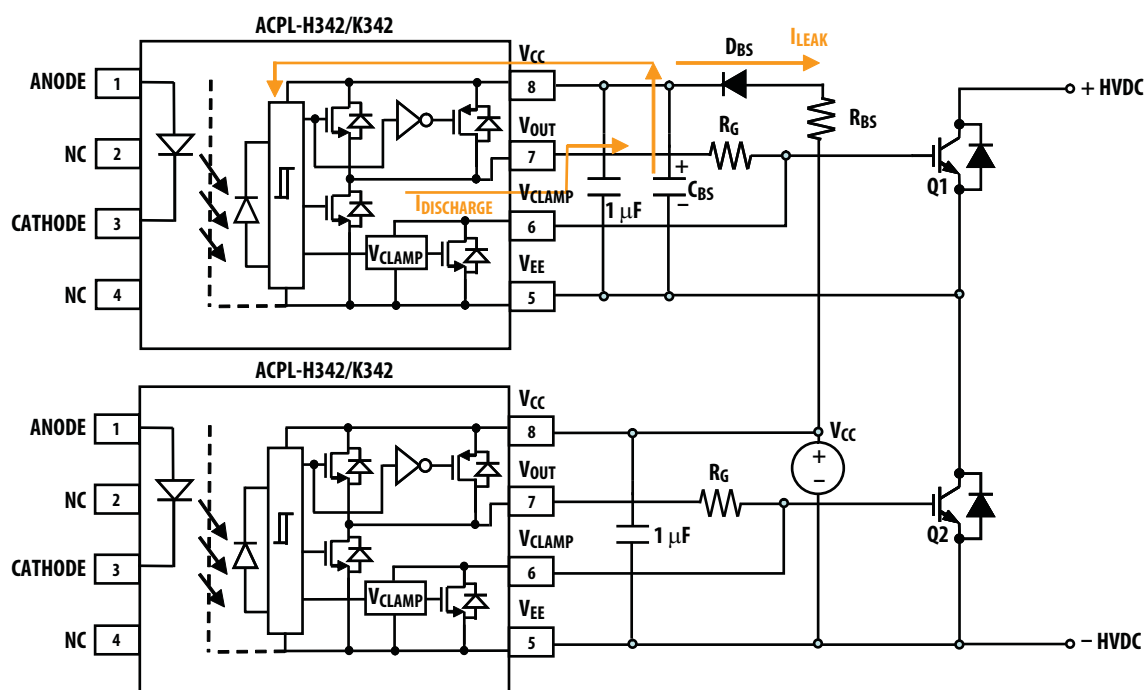 ACPL-H342/K342
ANODE 1
NC 2
CATHODE 3
NC 4
VCC
8
VOUT
7
VCLAMP
6
VEE
5
VCLAMP
IDISCHARGE
1 μF
+
CBS
−
DBS
ILEAK
RBS
RG
Q1
+ HVDC
ACPL-H342/K342
ANODE 1
NC 2
CATHODE 3
NC 4
VCC
8
VOUT
7
VCLAMP
6
VEE
5
VCLAMP
1 μF
RG
VCC
+
−
Q2
− HVDC